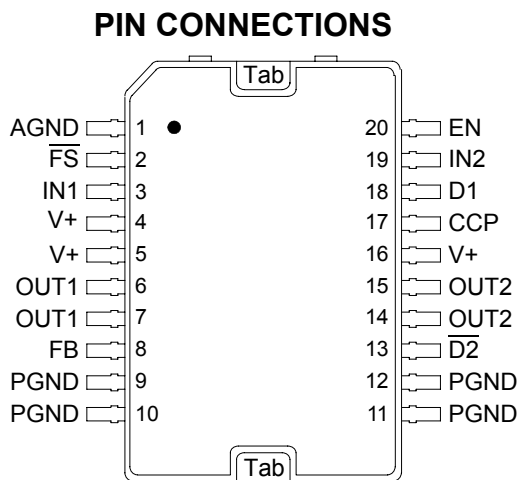 PIN CONNECTIONS
Tab
AGND 1 20 EN
F̅S̅ 2 19 IN2
IN1 3 18 D1
V+ 4 17 CCP
V+ 5 16 V+
OUT1 6 15 OUT2
OUT1 7 14 OUT2
FB 8 13 D̅2̅
PGND 9 12 PGND
PGND 10 11 PGND
Tab